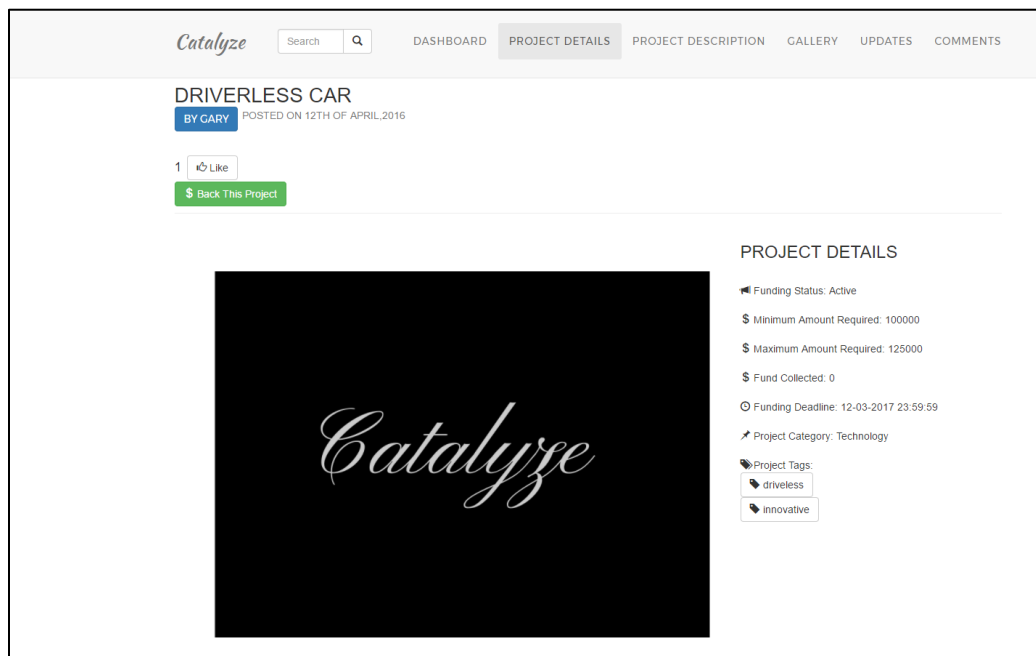 Catalyze Search DASHBOARD PROJECT DETAILS PROJECT DESCRIPTION GALLERY UPDATES COMMENTS
DRIVERLESS CAR
BY GARY POSTED ON 12TH OF APRIL,2016
1 Like
$ Back This Project
PROJECT DETAILS
Funding Status: Active
$ Minimum Amount Required: 100000
$ Maximum Amount Required: 125000
$ Fund Collected: 0
Funding Deadline: 12-03-2017 23:59:59
Project Category: Technology
Project Tags:
driveless
innovative
Catalyze